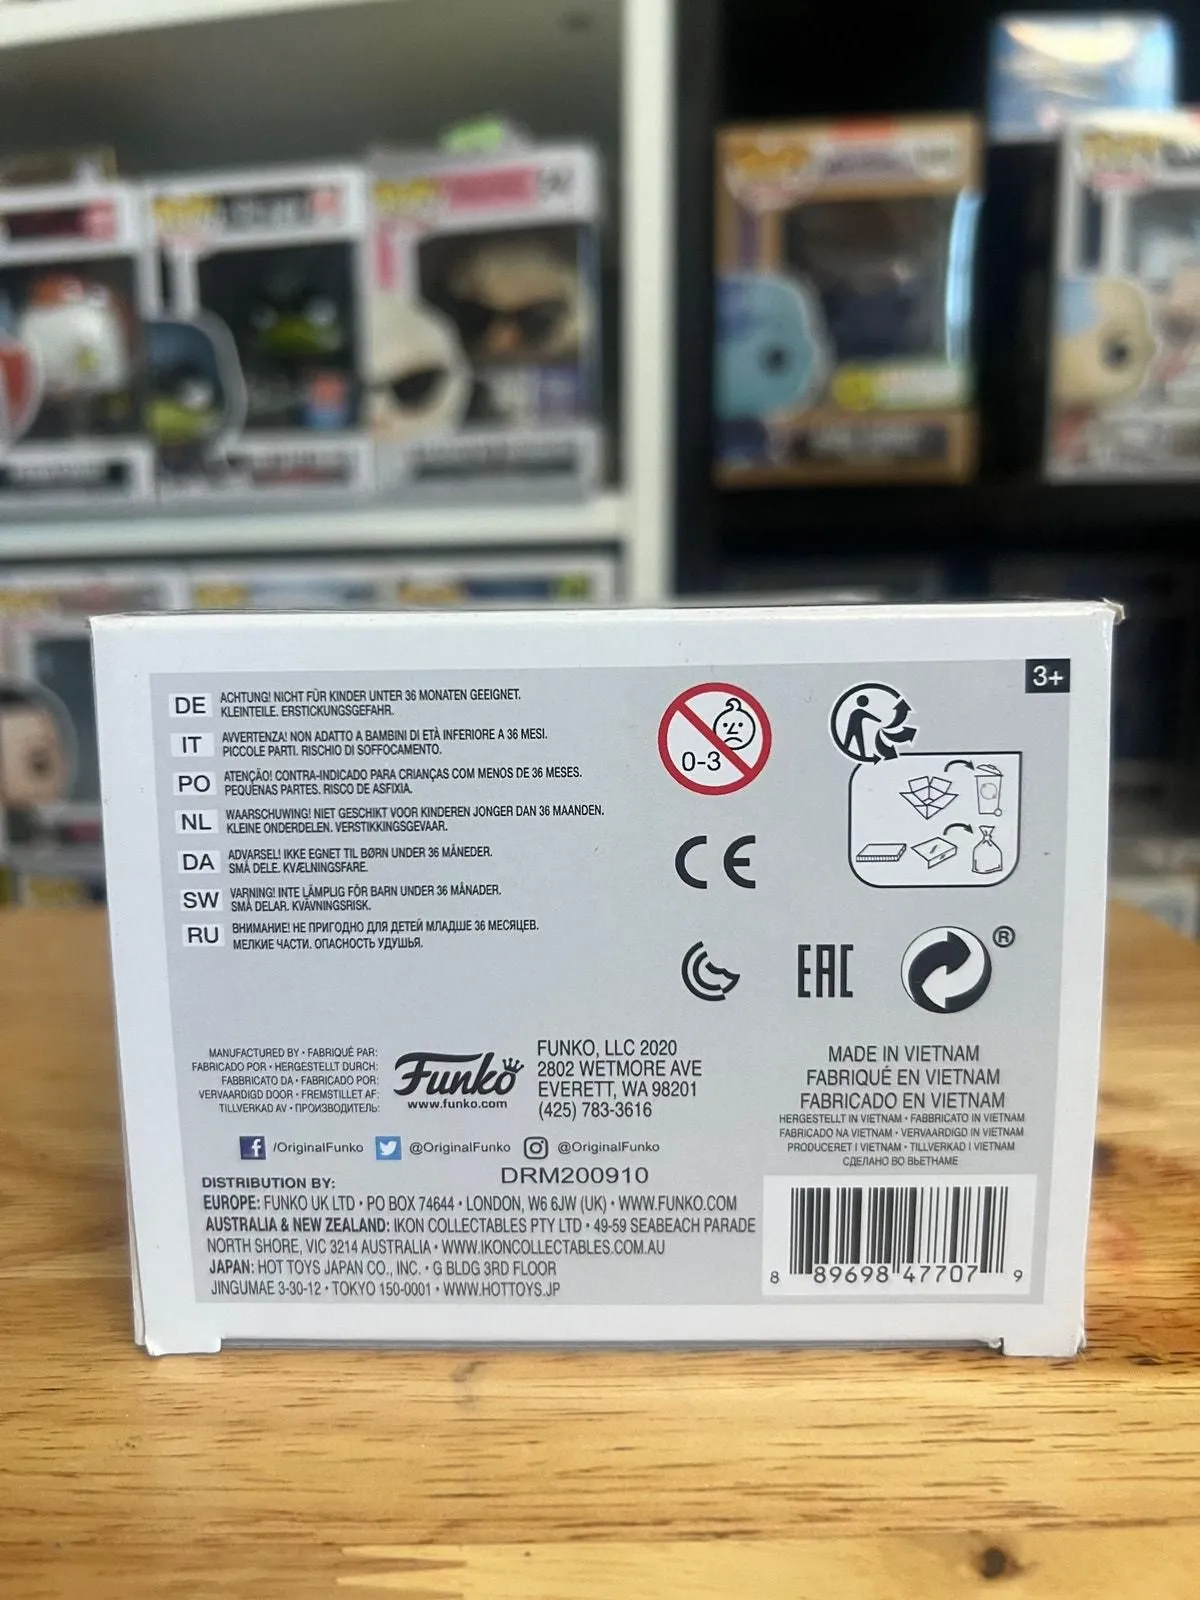 3+
DE ACHTUNG! NICHT FÜR KINDER UNTER 36 MONATEN GEEIGNET.
KLEINTEILE. ERSTICKUNGSGEFAHR.
IT AVVERTENZA! NON ADATTO A BAMBINI DI ETÀ INFERIORE A 36 MESI.
PICCOLE PARTI. RISCHIO DI SOFFOCAMENTO.
PO ATENÇÃO! CONTRA-INDICADO PARA CRIANÇAS COM MENOS DE 36 MESES.
PEQUENAS PARTES. RISCO DE ASFIXIA.
NL WAARSCHUWING! NIET GESCHIKT VOOR KINDEREN JONGER DAN 36 MAANDEN.
KLEINE ONDERDELEN. VERSTIKKINGSGEVAAR.
DA ADVARSEL! IKKE EGNET TIL BØRN UNDER 36 MÅNEDER.
SMÅ DELE. KVÆLNINGSFARE.
SW VARNING! INTE LÄMPLIG FÖR BARN UNDER 36 MÅNADER.
SMÅ DELAR. KVÄVNINGSRISK.
RU ВНИМАНИЕ! НЕ ПРИГОДНО ДЛЯ ДЕТЕЙ МЛАДШЕ 36 МЕСЯЦЕВ.
МЕЛКИЕ ЧАСТИ. ОПАСНОСТЬ УДУШЬЯ.
0-3
CE
EAC
®
MANUFACTURED BY • FABRIQUÉ PAR:
FABRICADO POR • HERGESTELLT DURCH:
FABBRICATO DA • FABRICADO POR:
VERVAARDIGD DOOR • FREMSTILLET AF:
TILLVERKAD AV • ПРОИЗВОДИТЕЛЬ:
Funko
www.funko.com
FUNKO, LLC 2020
2802 WETMORE AVE
EVERETT, WA 98201
(425) 783-3616
MADE IN VIETNAM
FABRIQUÉ EN VIETNAM
FABRICADO EN VIETNAM
HERGESTELLT IN VIETNAM • FABBRICATO IN VIETNAM
FABRICADO NA VIETNAM • VERVAARDIGD IN VIETNAM
PRODUCERET I VIETNAM • TILLVERKAD I VIETNAM
СДЕЛАНО ВО ВЬЕТНАМЕ
/OriginalFunko @OriginalFunko @OriginalFunko
DRM200910
DISTRIBUTION BY:
EUROPE: FUNKO UK LTD • PO BOX 74644 • LONDON, W6 6JW (UK) • WWW.FUNKO.COM
AUSTRALIA & NEW ZEALAND: IKON COLLECTABLES PTY LTD • 49-59 SEABEACH PARADE
NORTH SHORE, VIC 3214 AUSTRALIA • WWW.IKONCOLLECTABLES.COM.AU
JAPAN: HOT TOYS JAPAN CO., INC. • G BLDG 3RD FLOOR
JINGUMAE 3-30-12 • TOKYO 150-0001 • WWW.HOTTOYS.JP
8 89698 47707 9